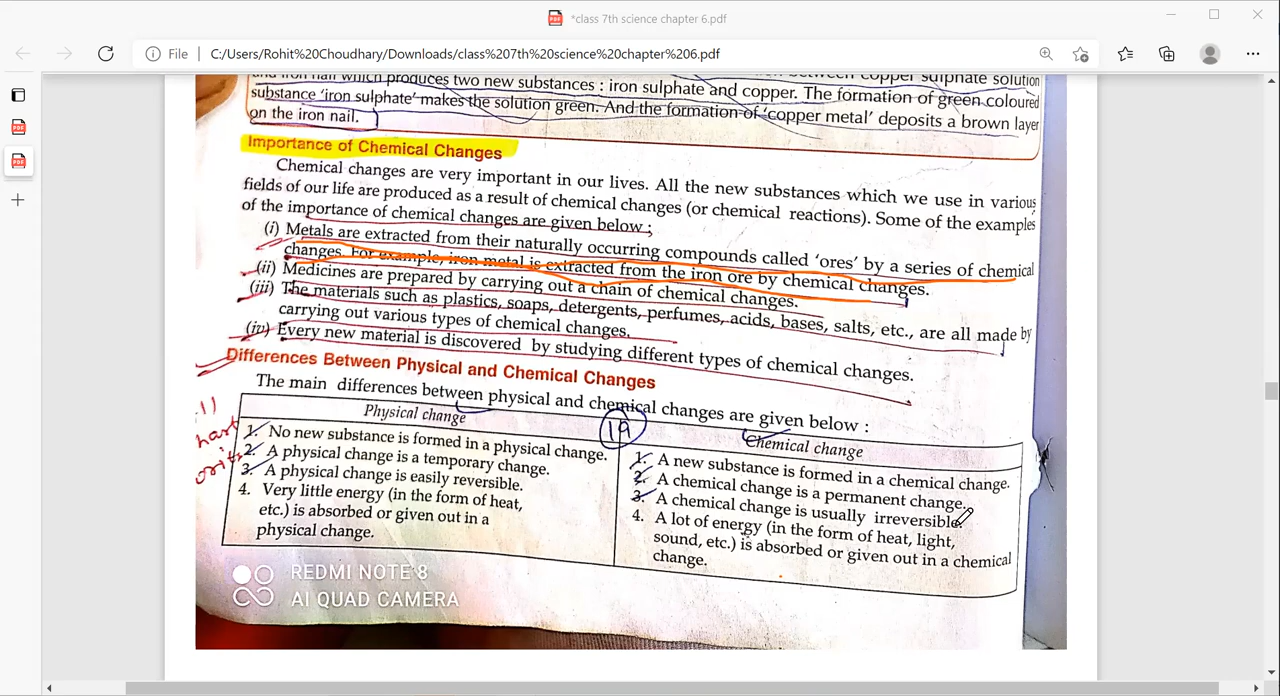 *class 7th science chapter 6.pdf
File | C:/Users/Rohit%20Choudhary/Downloads/class%207th%20science%20chapter%206.pdf
and iron nail which produces two new substances : iron sulphate and copper. The formation of green coloured
copper sulphate solution
substance 'iron sulphate' makes the solution green. And the formation of 'copper metal' deposits a brown layer
on the iron nail.
Importance of Chemical Changes
Chemical changes are very important in our lives. All the new substances which we use in various
fields of our life are produced as a result of chemical changes (or chemical reactions). Some of the examples
of the importance of chemical changes are given below ;
(i) Metals are extracted from their naturally occurring compounds called 'ores' by a series of chemical
changes. For example, iron metal is extracted from the iron ore by chemical changes.
(ii) Medicines are prepared by carrying out a chain of chemical changes.
(iii) The materials such as plastics, soaps, detergents, perfumes, acids, bases, salts, etc., are all made by
carrying out various types of chemical changes.
(iv) Every new material is discovered by studying different types of chemical changes.
Differences Between Physical and Chemical Changes
The main differences between physical and chemical changes are given below :
Physical change
1. No new substance is formed in a physical change.
2. A physical change is a temporary change.
3. A physical change is easily reversible.
4. Very little energy (in the form of heat,
etc.) is absorbed or given out in a
physical change.
19
Chemical change
1. A new substance is formed in a chemical change.
2. A chemical change is a permanent change.
3. A chemical change is usually irreversible.
4. A lot of energy (in the form of heat, light,
sound, etc.) is absorbed or given out in a chemical
change.
REDMI NOTE 8
AI QUAD CAMERA